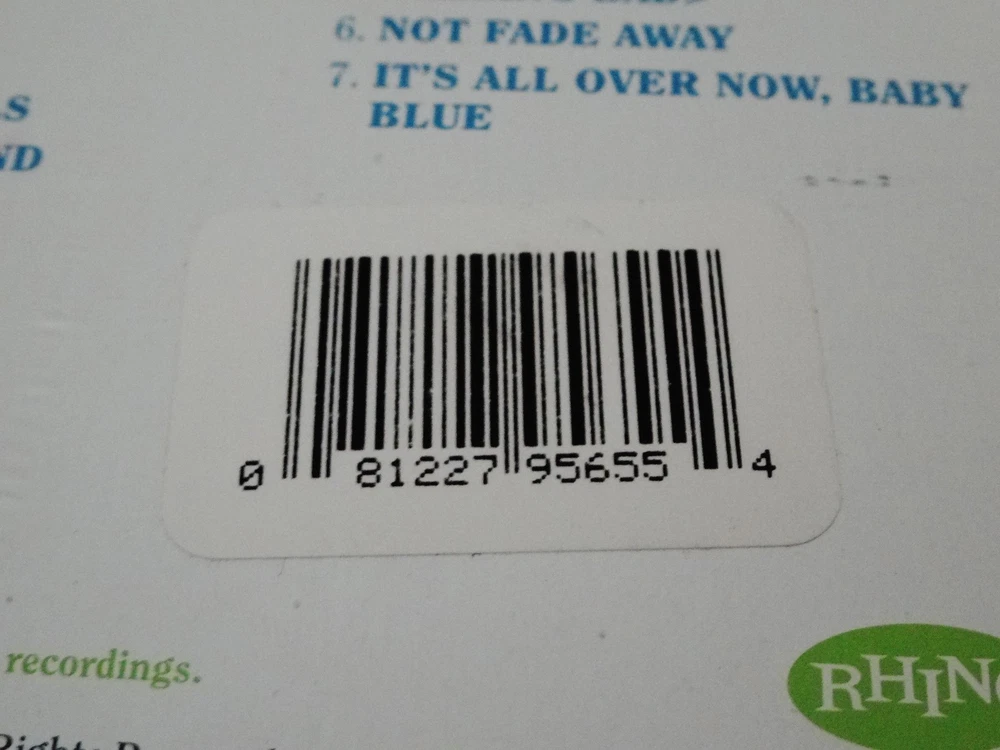 6. NOT FADE AWAY
7. IT'S ALL OVER NOW, BABY
BLUE
0 81227 95655 4
recordings.
RHIN